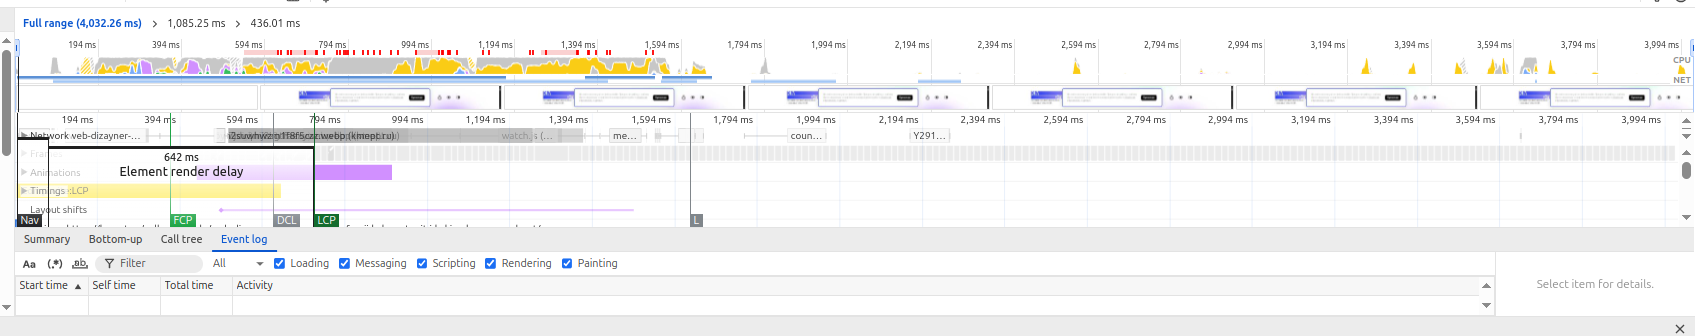 Full range (4,032.26 ms) > 1,085.25 ms > 436.01 ms
194 ms 394 ms 594 ms 794 ms 994 ms 1,194 ms 1,394 ms 1,594 ms 1,794 ms 1,994 ms 2,194 ms 2,394 ms 2,594 ms 2,794 ms 2,994 ms 3,194 ms 3,394 ms 3,594 ms 3,794 ms 3,994 ms
CPU
NET
194 ms 394 ms 594 ms 794 ms 994 ms 1,194 ms 1,394 ms 1,594 ms 1,794 ms 1,994 ms 2,194 ms 2,394 ms 2,594 ms 2,794 ms 2,994 ms 3,194 ms 3,394 ms 3,594 ms 3,794 ms 3,994 ms
Network web-dizayner-... (kmept.ru) me... coun... Y291...
Frames
642 ms
Animations
Element render delay
Timings LCP
Layout shifts
Nav FCP DCL LCP L
Summary Bottom-up Call tree Event log
Aa (.*) ab Filter All Loading Messaging Scripting Rendering Painting
Start time Self time Total time Activity
Select item for details.